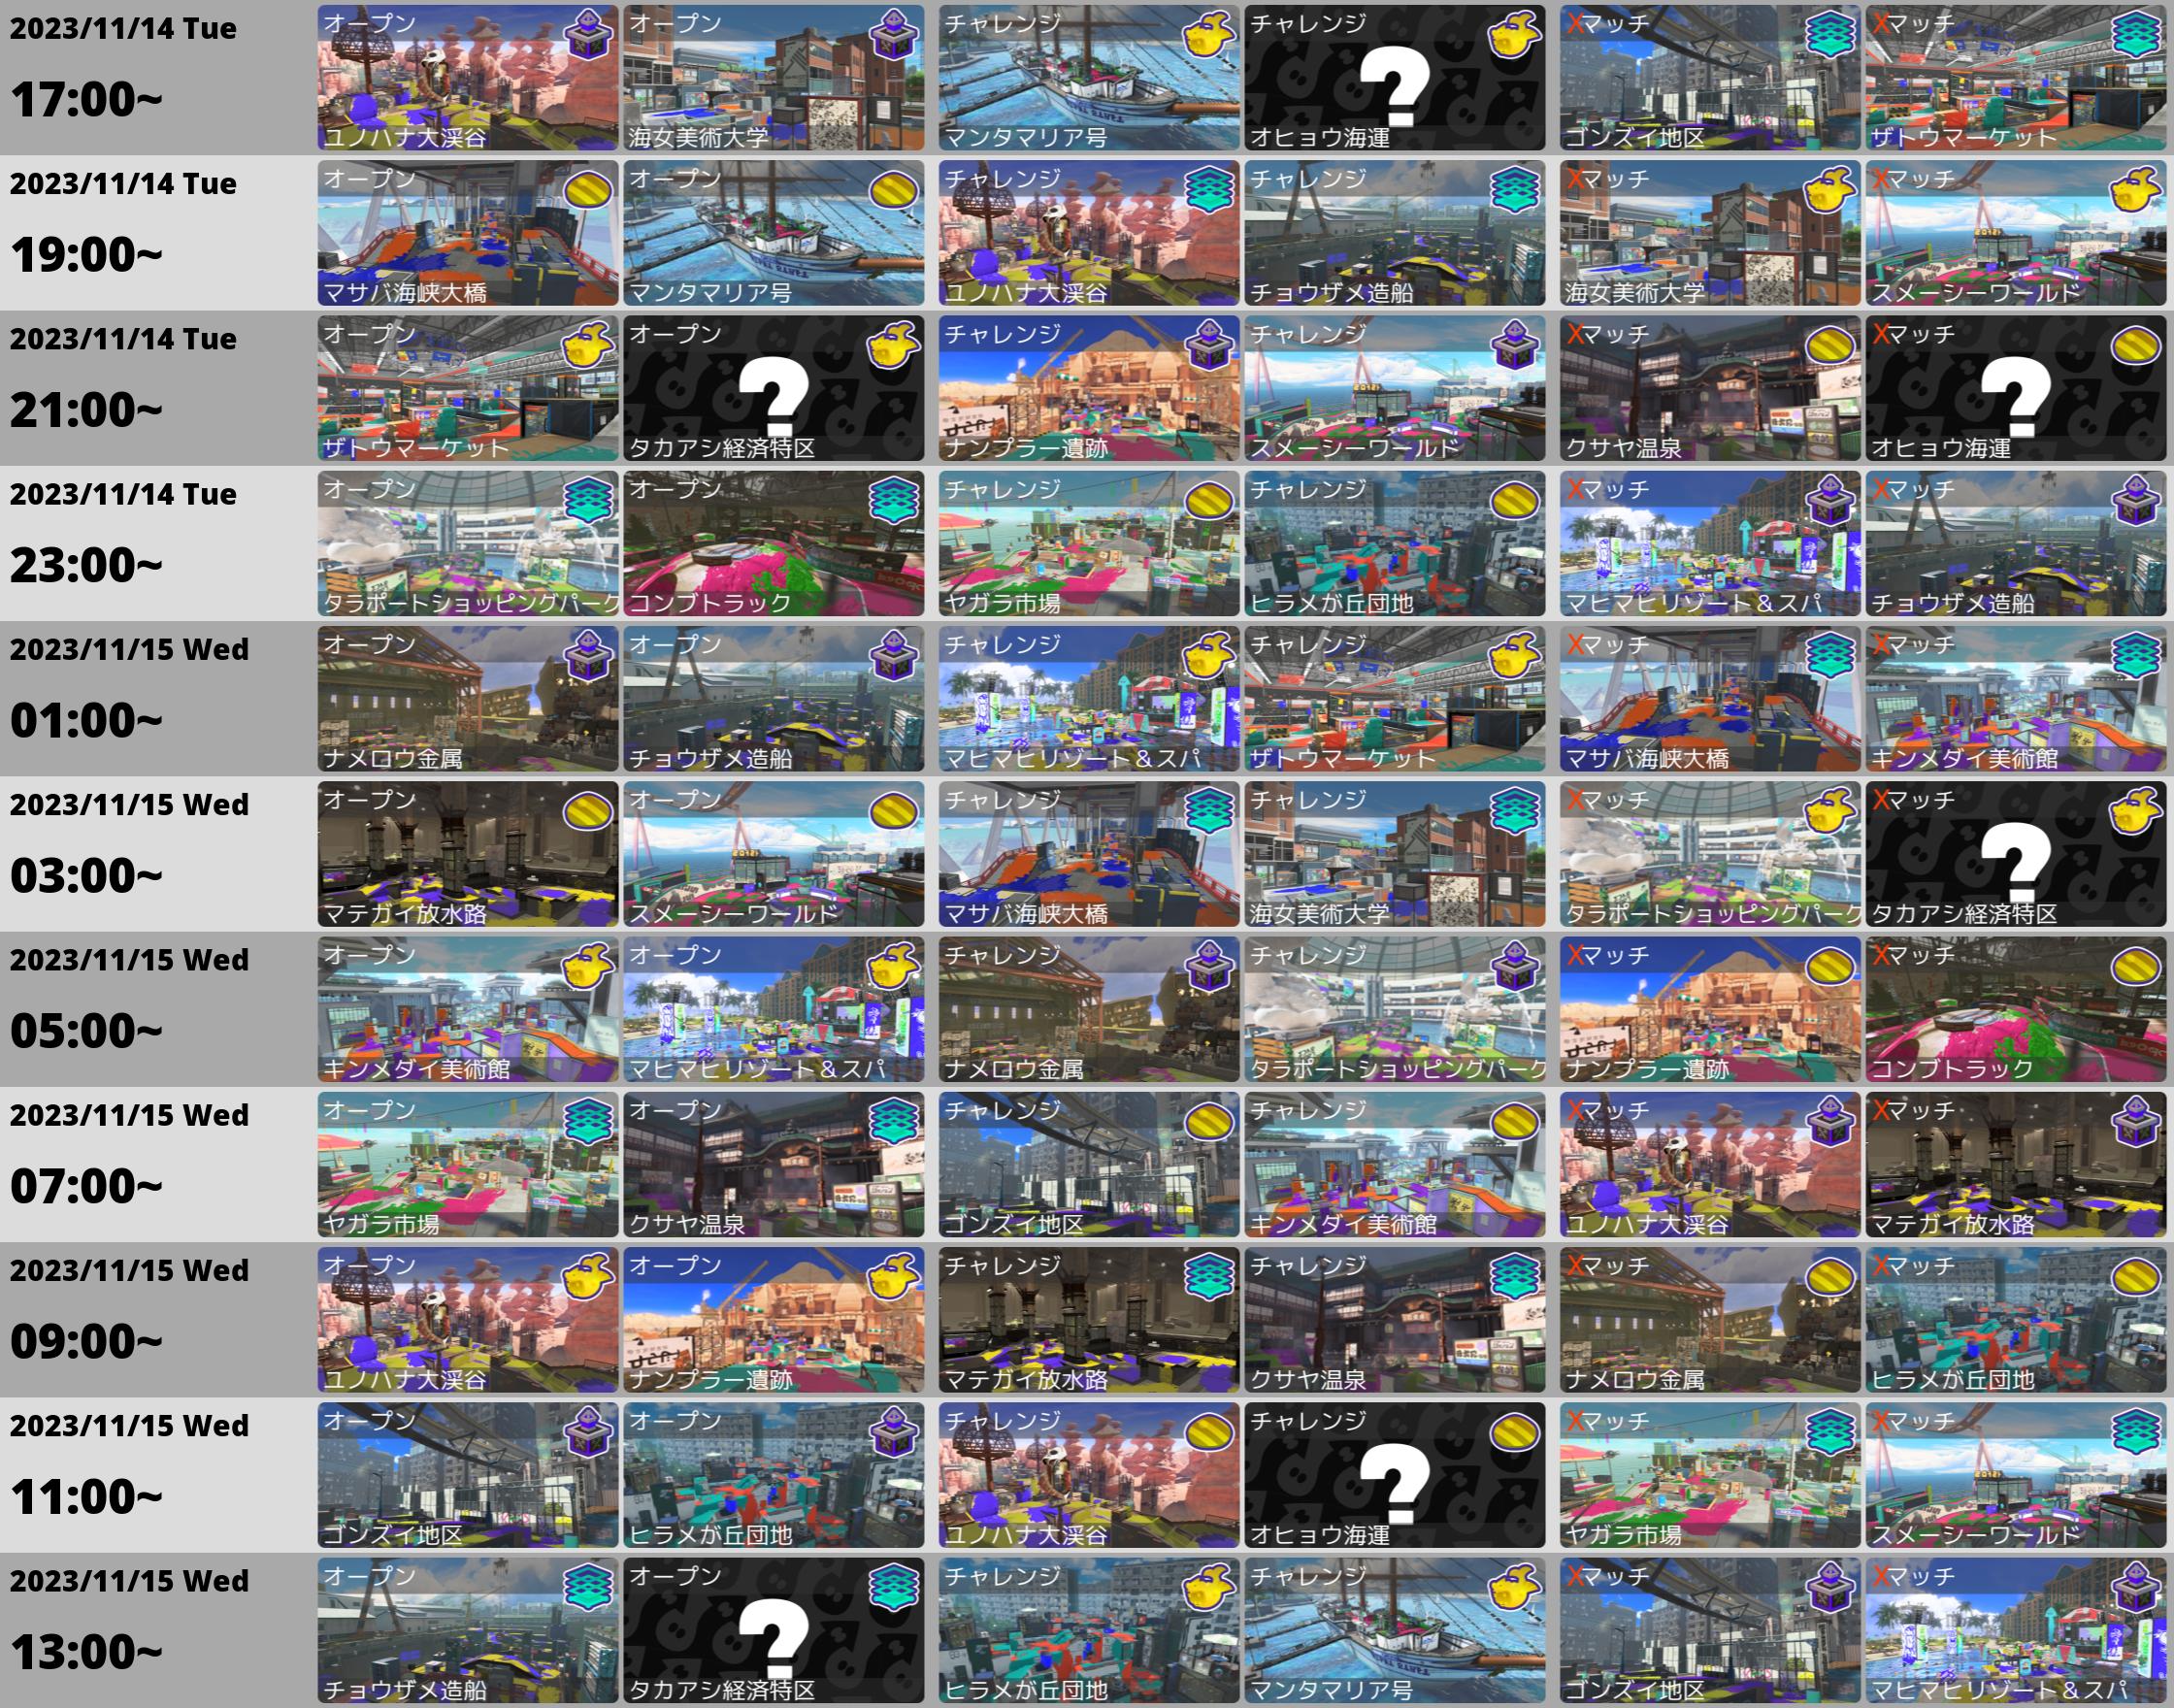 2023/11/14 Tue
17:00~
オープン
ユノハナ大渓谷
オープン
海女美術大学
チャレンジ
マンタマリア号
チャレンジ
オヒョウ海運
Xマッチ
ゴンズイ地区
Xマッチ
ザトウマーケット
2023/11/14 Tue
19:00~
オープン
マサバ海峡大橋
オープン
マンタマリア号
チャレンジ
ユノハナ大渓谷
チャレンジ
チョウザメ造船
Xマッチ
海女美術大学
Xマッチ
スメーシーワールド
2023/11/14 Tue
21:00~
オープン
ザトウマーケット
オープン
タカアシ経済特区
チャレンジ
ナンプラー遺跡
チャレンジ
スメーシーワールド
Xマッチ
クサヤ温泉
Xマッチ
オヒョウ海運
2023/11/14 Tue
23:00~
オープン
タラポートショッピングパーク
オープン
コンブトラック
チャレンジ
ヤガラ市場
チャレンジ
ヒラメが丘団地
Xマッチ
マヒマヒリゾート＆スパ
Xマッチ
チョウザメ造船
2023/11/15 Wed
01:00~
オープン
ナメロウ金属
オープン
チョウザメ造船
チャレンジ
マヒマヒリゾート＆スパ
チャレンジ
ザトウマーケット
Xマッチ
マサバ海峡大橋
Xマッチ
キンメダイ美術館
2023/11/15 Wed
03:00~
オープン
マテガイ放水路
オープン
スメーシーワールド
チャレンジ
マサバ海峡大橋
チャレンジ
海女美術大学
Xマッチ
タラポートショッピングパーク
Xマッチ
タカアシ経済特区
2023/11/15 Wed
05:00~
オープン
キンメダイ美術館
オープン
マヒマヒリゾート＆スパ
チャレンジ
ナメロウ金属
チャレンジ
タラポートショッピングパーク
Xマッチ
ナンプラー遺跡
Xマッチ
コンブトラック
2023/11/15 Wed
07:00~
オープン
ヤガラ市場
オープン
クサヤ温泉
チャレンジ
ゴンズイ地区
チャレンジ
キンメダイ美術館
Xマッチ
ユノハナ大渓谷
Xマッチ
マテガイ放水路
2023/11/15 Wed
09:00~
オープン
ユノハナ大渓谷
オープン
ナンプラー遺跡
チャレンジ
マテガイ放水路
チャレンジ
クサヤ温泉
Xマッチ
ナメロウ金属
Xマッチ
ヒラメが丘団地
2023/11/15 Wed
11:00~
オープン
ゴンズイ地区
オープン
ヒラメが丘団地
チャレンジ
ユノハナ大渓谷
チャレンジ
オヒョウ海運
Xマッチ
ヤガラ市場
Xマッチ
スメーシーワールド
2023/11/15 Wed
13:00~
オープン
チョウザメ造船
オープン
タカアシ経済特区
チャレンジ
ヒラメが丘団地
チャレンジ
マンタマリア号
Xマッチ
ゴンズイ地区
Xマッチ
マヒマヒリゾート＆スパ